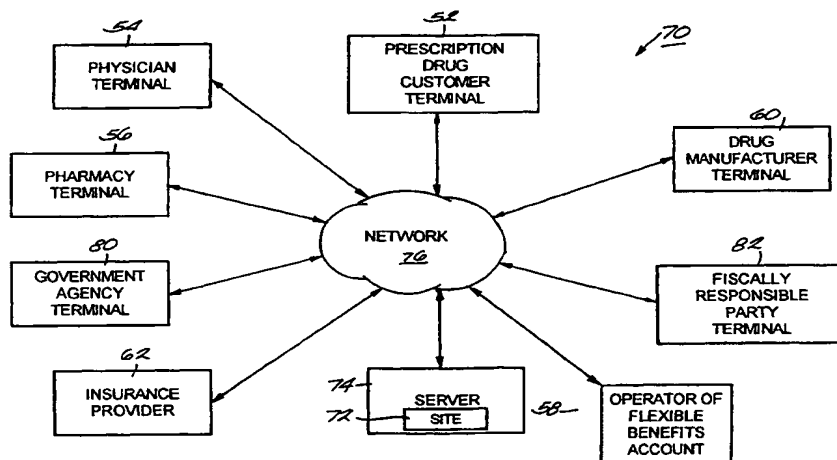 54
PHYSICIAN
TERMINAL
52
PRESCRIPTION
DRUG
CUSTOMER
TERMINAL
70
56
PHARMACY
TERMINAL
60
DRUG
MANUFACTURER
TERMINAL
NETWORK
76
80
GOVERNMENT
AGENCY
TERMINAL
82
FISCALLY
RESPONSIBLE
PARTY
TERMINAL
62
INSURANCE
PROVIDER
74
SERVER
72
SITE
58
OPERATOR OF
FLEXIBLE
BENEFITS
ACCOUNT